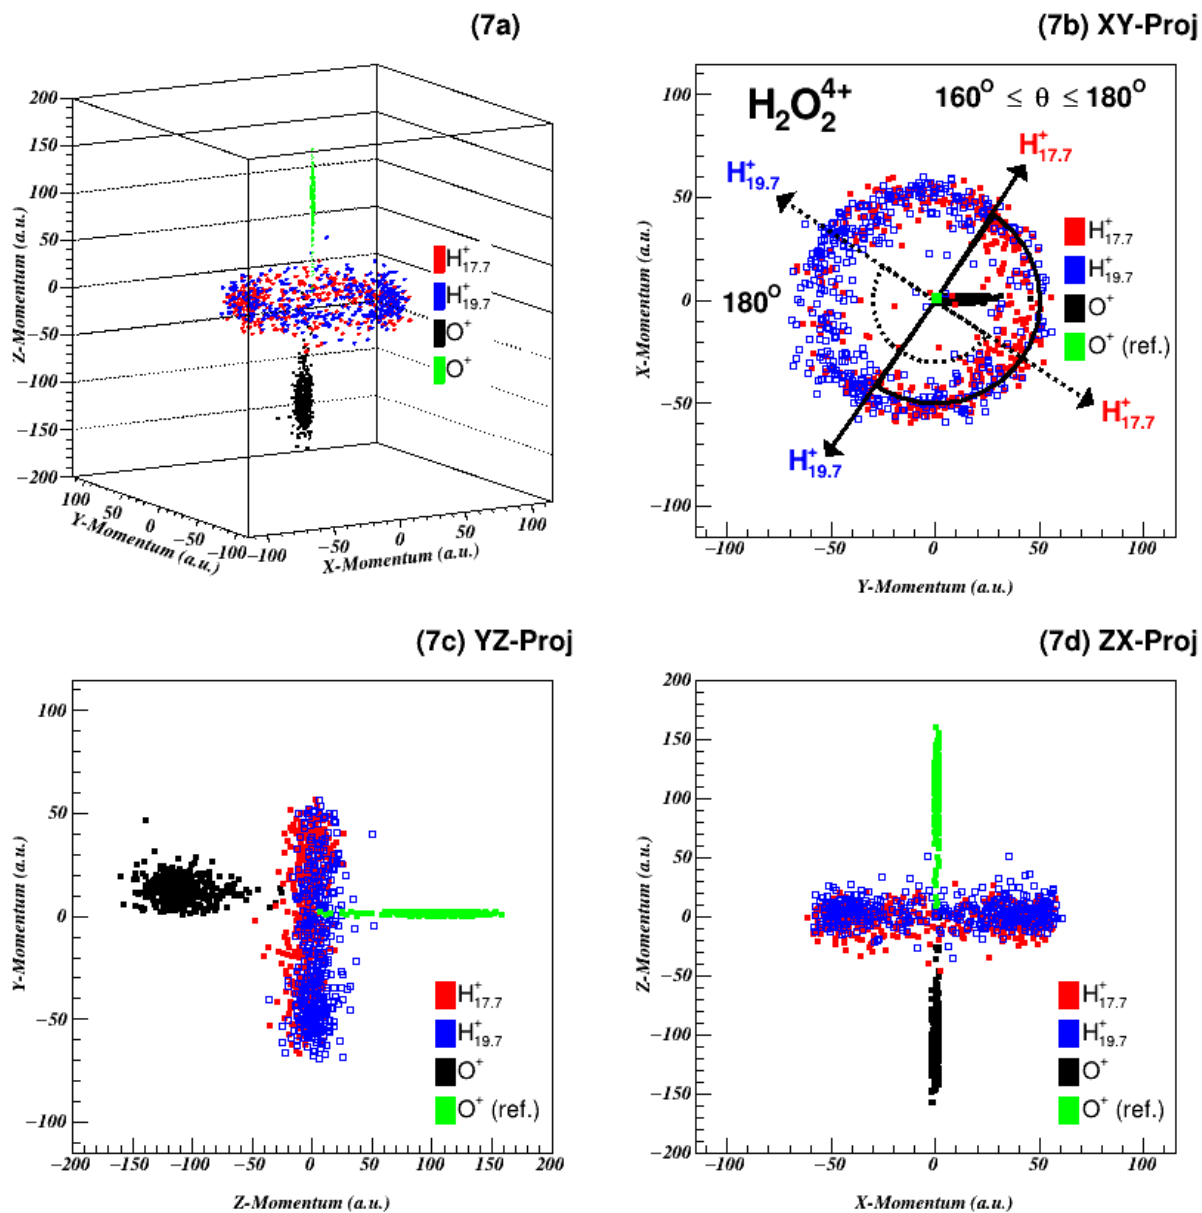 (7a)
200
150
100
50
0
−50
−100
−150
−200
Z-Momentum (a.u.)
100
50
0
−50
−100
Y-Momentum (a.u.)
−100
−50
0
50
100
X-Momentum (a.u.)
H+17.7
H+19.7
O+
O+
(7b) XY-Proj
H2O2 4+
160O ≤ θ ≤ 180O
H+17.7
H+19.7
180O
H+19.7
H+17.7
H+17.7
H+19.7
O+
O+ (ref.)
100
50
0
−50
−100
X-Momentum (a.u.)
−100
−50
0
50
100
Y-Momentum (a.u.)
(7c) YZ-Proj
100
50
0
−50
−100
Y-Momentum (a.u.)
H+17.7
H+19.7
O+
O+ (ref.)
−200
−150
−100
−50
0
50
100
150
200
Z-Momentum (a.u.)
(7d) ZX-Proj
200
150
100
50
0
−50
−100
−150
−200
Z-Momentum (a.u.)
H+17.7
H+19.7
O+
O+ (ref.)
−100
−50
0
50
100
X-Momentum (a.u.)